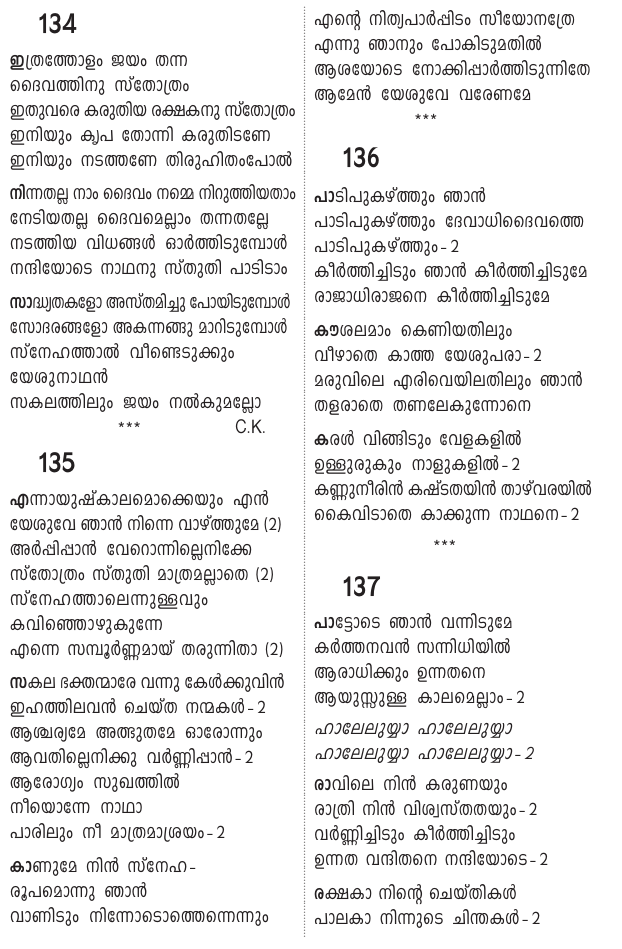 134
ഇത്രത്തോളം ജയം തന്ന
ദൈവത്തിനു സ്തോത്രം
ഇതുവരെ കരുതിയ രക്ഷകനു സ്തോത്രം
ഇനിയും കൃപ തോന്നി കരുതിടണേ
ഇനിയും നടത്തണേ തിരുഹിതംപോൽ
നിന്നതല്ല നാം ദൈവം നമ്മെ നിറുത്തിയതാം
നേടിയതല്ല ദൈവമെല്ലാം തന്നതല്ലേ
നടത്തിയ വിധങ്ങൾ ഓർത്തിടുമ്പോൾ
നന്ദിയോടെ നാഥനു സ്തുതി പാടിടാം
സാദ്ധ്യതകളോ അസ്തമിച്ചു പോയിടുമ്പോൾ
സോദരങ്ങളോ അകന്നങ്ങു മാറിടുമ്പോൾ
സ്നേഹത്താൽ വീണ്ടെടുക്കും
യേശുനാഥൻ
സകലത്തിലും ജയം നൽകുമല്ലോ
*** C.K.
135
എന്നായുഷ്കാലമൊക്കെയും എൻ
യേശുവേ ഞാൻ നിന്നെ വാഴ്ത്തുമേ (2)
അർപ്പിപ്പാൻ വേറൊന്നില്ലെനിക്കേ
സ്തോത്രം സ്തുതി മാത്രമല്ലാതെ (2)
സ്നേഹത്താലെന്നുള്ളവും
കവിഞ്ഞൊഴുകുന്നേ
എന്നെ സമ്പൂർണ്ണമായ് തരുന്നിതാ (2)
സകല ഭക്തന്മാരേ വന്നു കേൾക്കുവിൻ
ഇഹത്തിലവൻ ചെയ്ത നന്മകൾ-2
ആശ്ചര്യമേ അത്ഭുതമേ ഓരോന്നും
ആവതില്ലെനിക്കു വർണ്ണിപ്പാൻ-2
ആരോഗ്യം സുഖത്തിൽ
നീയൊന്നേ നാഥാ
പാരിലും നീ മാത്രമാശ്രയം-2
കാണുമേ നിൻ സ്നേഹ-
രൂപമൊന്നു ഞാൻ
വാണിടും നിന്നോടൊത്തെന്നെന്നും
എന്റെ നിത്യപാർപ്പിടം സീയോനത്രേ
എന്നു ഞാനും പോകിടുമതിൽ
ആശയോടെ നോക്കിപ്പാർത്തിടുന്നിതേ
ആമേൻ യേശുവേ വരേണമേ
***
136
പാടിപുകഴ്ത്തും ഞാൻ
പാടിപുകഴ്ത്തും ദേവാധിദൈവത്തെ
പാടിപുകഴ്ത്തും-2
കീർത്തിച്ചിടും ഞാൻ കീർത്തിച്ചിടുമേ
രാജാധിരാജനെ കീർത്തിച്ചിടുമേ
കൗശലമാം കെണിയതിലും
വീഴാതെ കാത്ത യേശുപരാ-2
മരുവിലെ എരിവെയിലതിലും ഞാൻ
തളരാതെ തണലേകുന്നോനെ
കരൾ വിങ്ങിടും വേളകളിൽ
ഉള്ളുരുകും നാളുകളിൽ-2
കണ്ണുനീരിൻ കഷ്ടതയിൻ താഴ്‌വരയിൽ
കൈവിടാതെ കാക്കുന്ന നാഥനെ-2
***
137
പാട്ടോടെ ഞാൻ വന്നിടുമേ
കർത്തനവൻ സന്നിധിയിൽ
ആരാധിക്കും ഉന്നതനെ
ആയുസ്സുള്ള കാലമെല്ലാം-2
ഹാലേലുയ്യാ ഹാലേലുയ്യാ
ഹാലേലുയ്യാ ഹാലേലുയ്യാ-2
രാവിലെ നിൻ കരുണയും
രാത്രി നിൻ വിശ്വസ്തതയും-2
വർണ്ണിച്ചിടും കീർത്തിച്ചിടും
ഉന്നത വന്ദിതനെ നന്ദിയോടെ-2
രക്ഷകാ നിന്റെ ചെയ്തികൾ
പാലകാ നിന്നുടെ ചിന്തകൾ-2